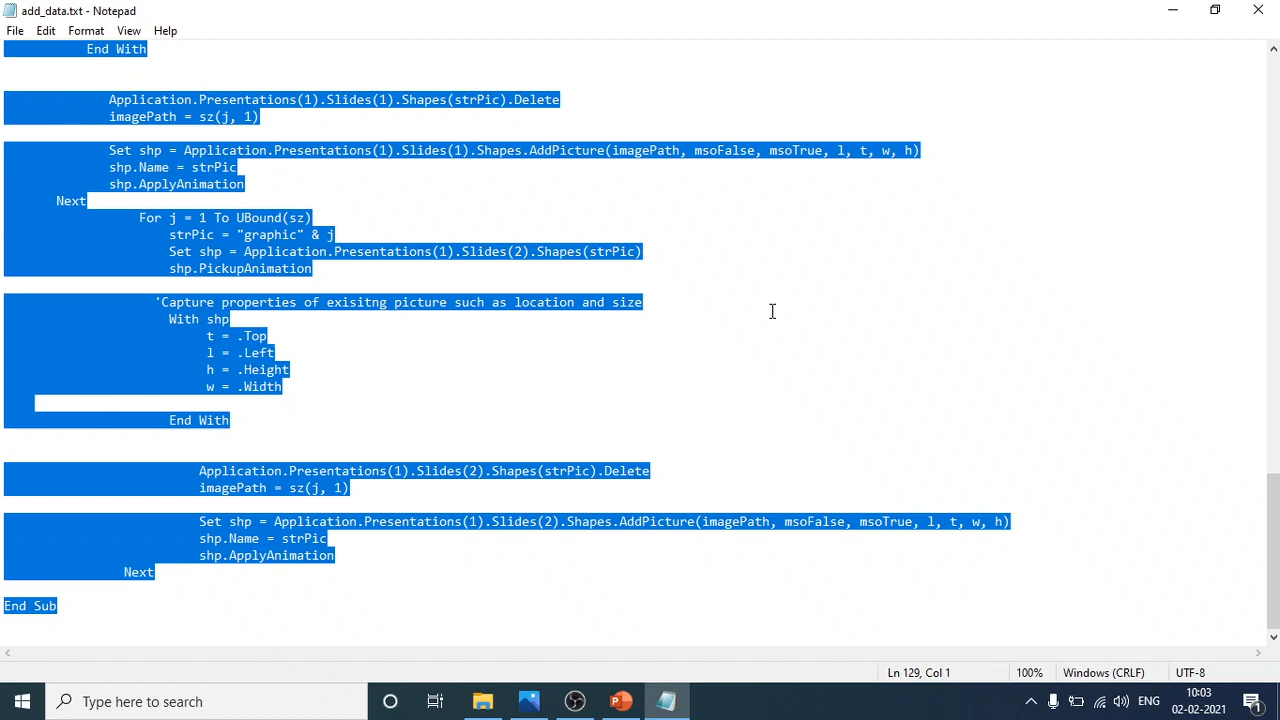 add_data.txt - Notepad
File Edit Format View Help
End With
Application.Presentations(1).Slides(1).Shapes(strPic).Delete
imagePath = sz(j, 1)
Set shp = Application.Presentations(1).Slides(1).Shapes.AddPicture(imagePath, msoFalse, msoTrue, l, t, w, h)
shp.Name = strPic
shp.ApplyAnimation
Next
For j = 1 To UBound(sz)
strPic = "graphic" & j
Set shp = Application.Presentations(1).Slides(2).Shapes(strPic)
shp.PickupAnimation
'Capture properties of exisitng picture such as location and size
With shp
t = .Top
l = .Left
h = .Height
w = .Width
End With
Application.Presentations(1).Slides(2).Shapes(strPic).Delete
imagePath = sz(j, 1)
Set shp = Application.Presentations(1).Slides(2).Shapes.AddPicture(imagePath, msoFalse, msoTrue, l, t, w, h)
shp.Name = strPic
shp.ApplyAnimation
Next
End Sub
Ln 129, Col 1 100% Windows (CRLF) UTF-8
Type here to search ENG 10:03 02-02-2021 1